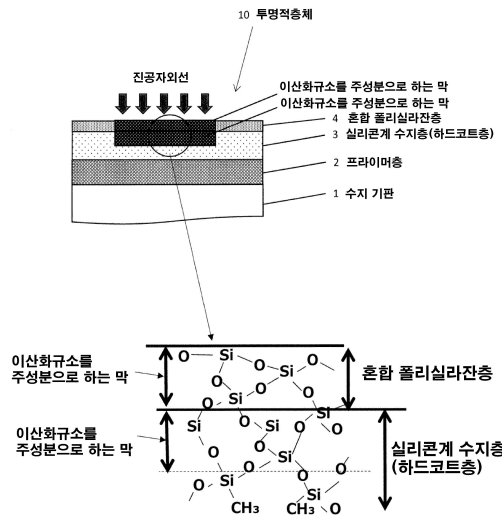 10 투명적층체
진공자외선
이산화규소를 주성분으로 하는 막
이산화규소를 주성분으로 하는 막
4 혼합 폴리실라잔층
3 실리콘계 수지층(하드코트층)
2 프라이머층
1 수지 기판
이산화규소를
주성분으로 하는 막
혼합 폴리실라잔층
이산화규소를
주성분으로 하는 막
실리콘계 수지층
(하드코트층)
O Si O Si O
O O O
O Si Si
Si O Si O O
O O Si O
O Si O Si
CH₃ CH₃ O